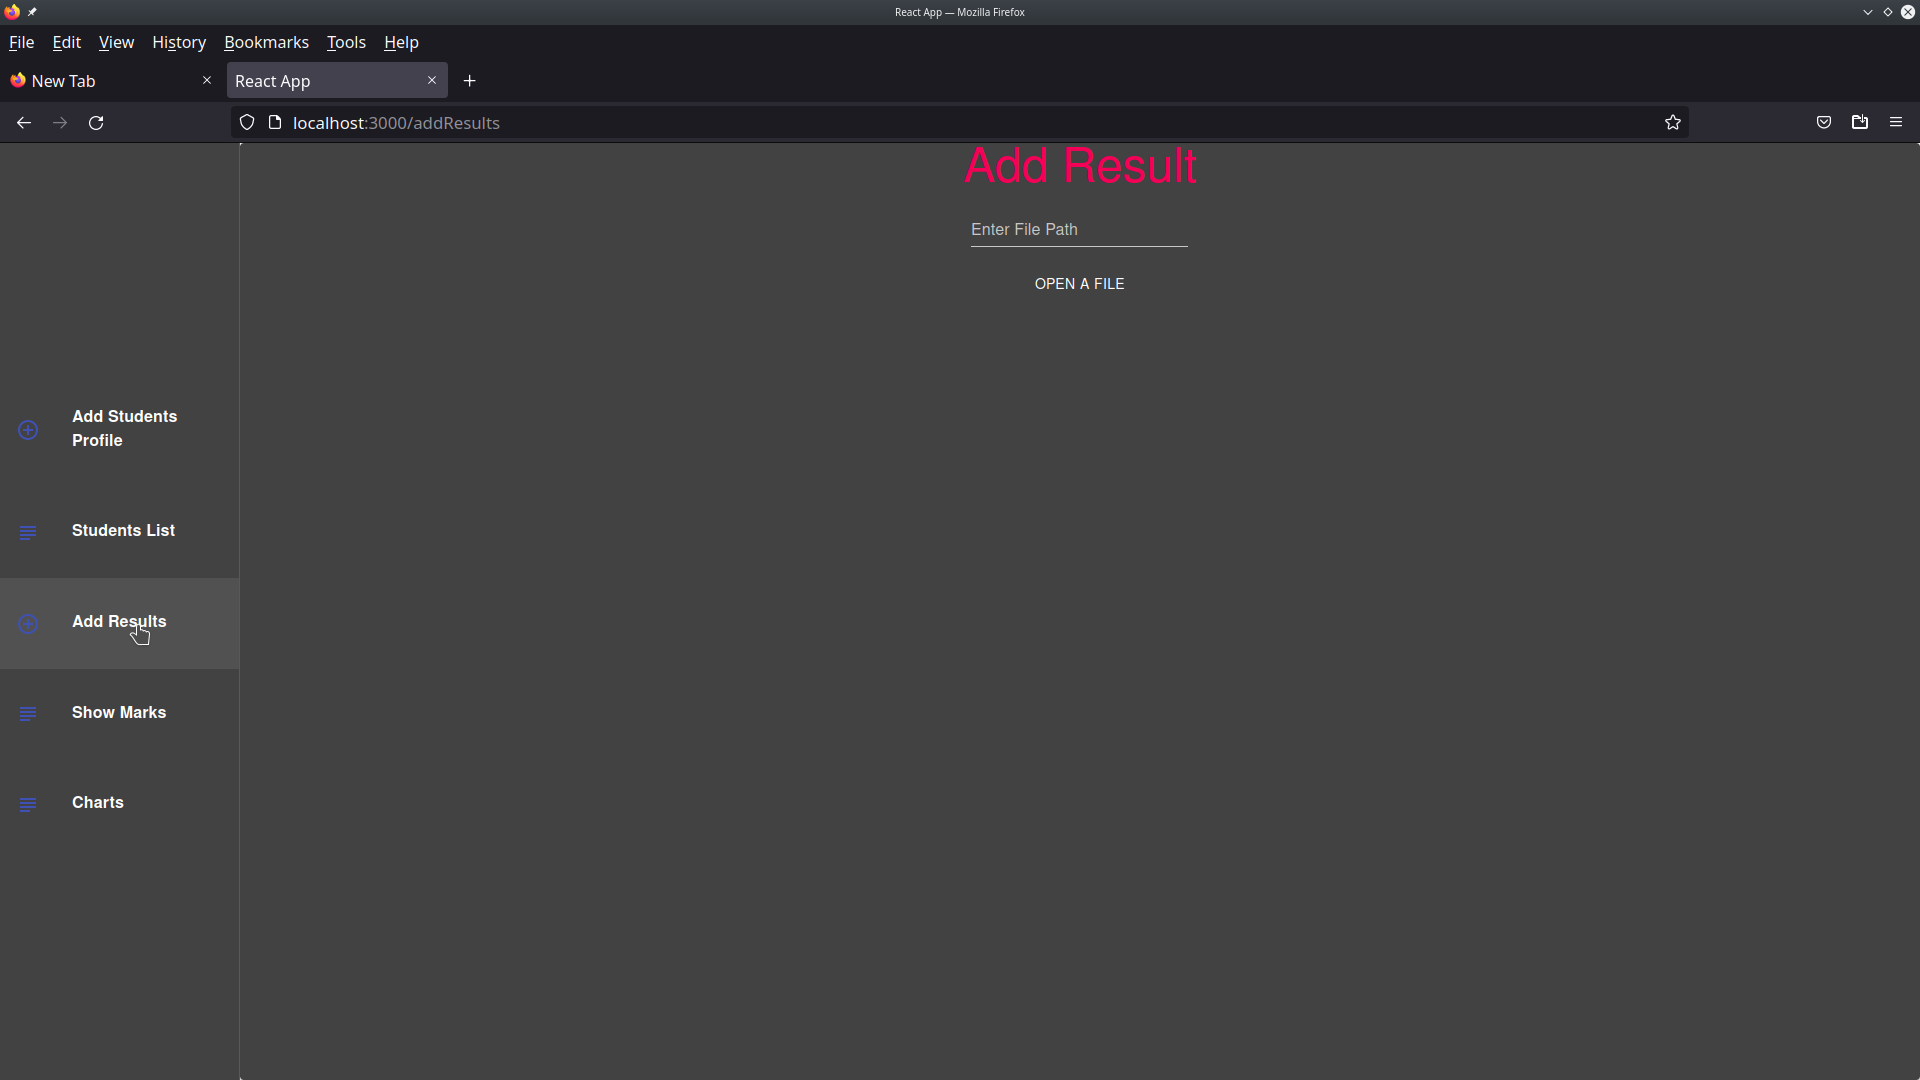 React App — Mozilla Firefox
File Edit View History Bookmarks Tools Help
New Tab
React App
localhost:3000/addResults
Add Result
Enter File Path
OPEN A FILE
Add Students
Profile
Students List
Add Results
Show Marks
Charts